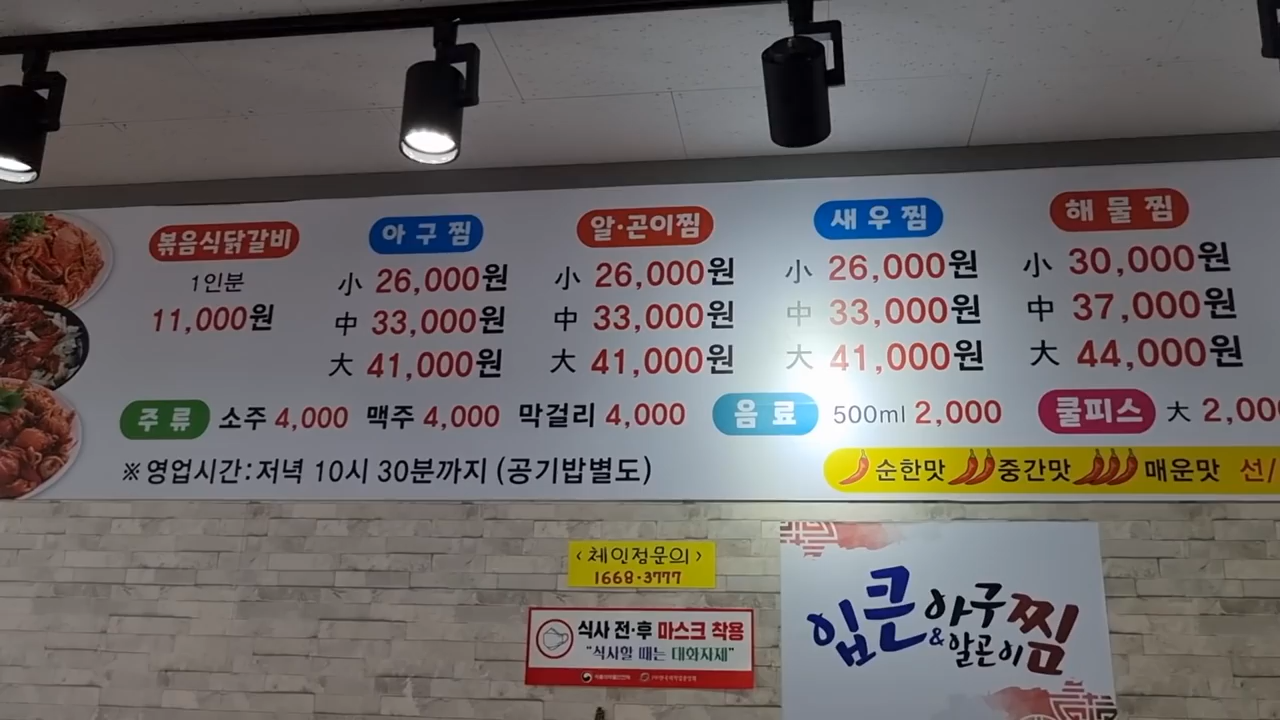 볶음식닭갈비
1인분
11,000원
아구찜
小 26,000원
中 33,000원
大 41,000원
알·곤이찜
小 26,000원
中 33,000원
大 41,000원
새우찜
小 26,000원
中 33,000원
大 41,000원
해물찜
小 30,000원
中 37,000원
大 44,000원
주류 소주 4,000 맥주 4,000 막걸리 4,000 음료 500ml 2,000 쿨피스 大
※영업시간:저녁 10시 30분까지 (공기밥별도)
순한맛 중간맛 매운맛
<체인점문의>
1668-3777
식사 전·후 마스크 착용
"식사할 때는 대화자제"
입큰 아구찜
&알곤이